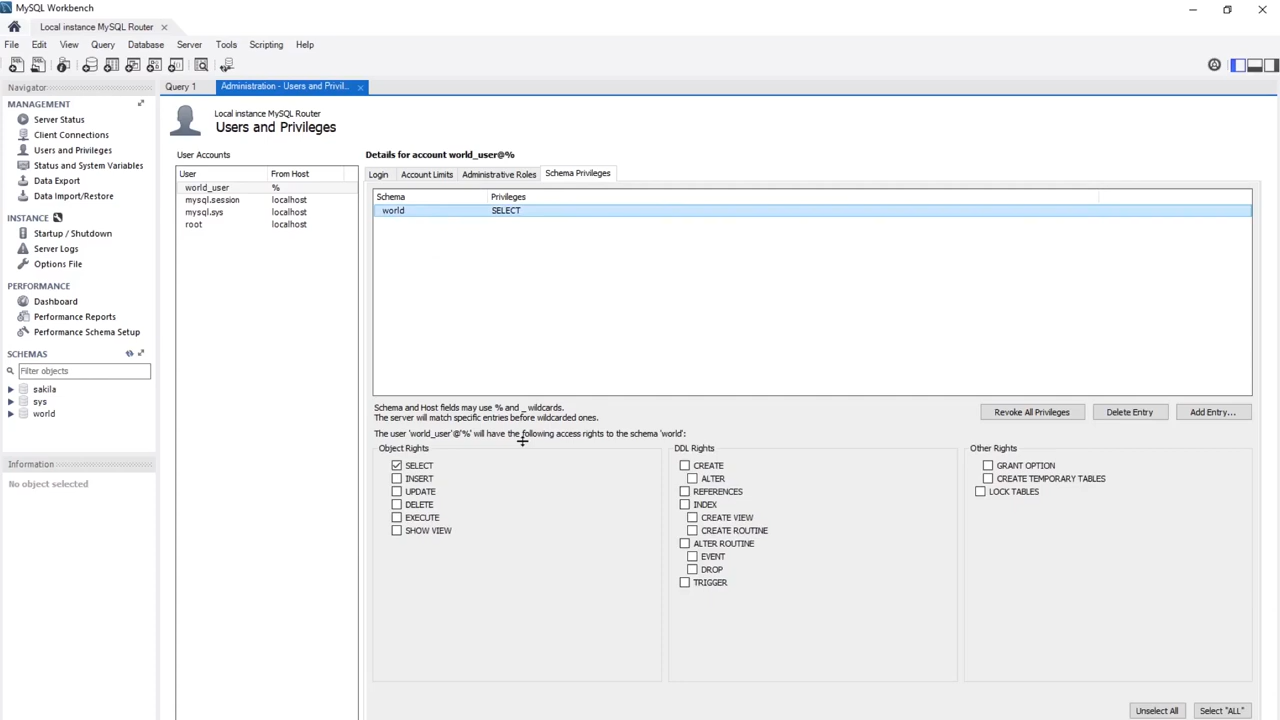 MySQL Workbench
Local instance MySQL Router
File Edit View Query Database Server Tools Scripting Help
Navigator
MANAGEMENT
Server Status
Client Connections
Users and Privileges
Status and System Variables
Data Export
Data Import/Restore
INSTANCE
Startup / Shutdown
Server Logs
Options File
PERFORMANCE
Dashboard
Performance Reports
Performance Schema Setup
SCHEMAS
Filter objects
sakila
sys
world
Information
No object selected
Query 1 Administration - Users and Privil...
Local instance MySQL Router
Users and Privileges
User Accounts
User From Host
world_user %
mysql.session localhost
mysql.sys localhost
root localhost
Details for account world_user@%
Login Account Limits Administrative Roles Schema Privileges
Schema Privileges
world SELECT
Schema and Host fields may use % and _ wildcards.
The server will match specific entries before wildcarded ones.
Revoke All Privileges Delete Entry Add Entry...
The user 'world_user'@'%' will have the following access rights to the schema 'world':
Object Rights
SELECT
INSERT
UPDATE
DELETE
EXECUTE
SHOW VIEW
DDL Rights
CREATE
ALTER
REFERENCES
INDEX
CREATE VIEW
CREATE ROUTINE
ALTER ROUTINE
EVENT
DROP
TRIGGER
Other Rights
GRANT OPTION
CREATE TEMPORARY TABLES
LOCK TABLES
Unselect All Select "ALL"